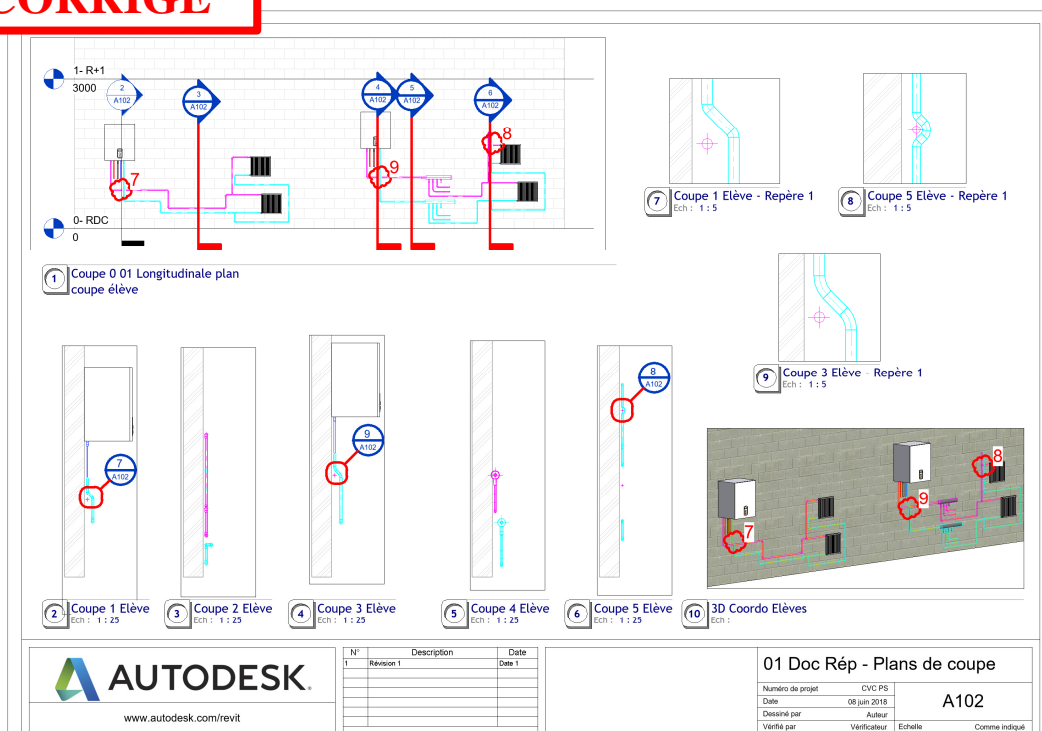 CORRIGE
1- R+1
3000
2
A102
3
A102
4
A102
5
A102
6
A102
7
9
8
0- RDC
0
1 Coupe 0 01 Longitudinale plan
coupe élève
7 Coupe 1 Elève - Repère 1
Ech : 1 : 5
8 Coupe 5 Elève - Repère 1
Ech : 1 : 5
9 Coupe 3 Elève - Repère 1
Ech : 1 : 5
7
A102
9
A102
8
A102
7
9
8
2 Coupe 1 Elève
Ech : 1 : 25
3 Coupe 2 Elève
Ech : 1 : 25
4 Coupe 3 Elève
Ech : 1 : 25
5 Coupe 4 Elève
Ech : 1 : 25
6 Coupe 5 Elève
Ech : 1 : 25
10 3D Coordo Elèves
Ech :
AUTODESK.
www.autodesk.com/revit
N° Description Date
1 Révision 1 Date 1
01 Doc Rép - Plans de coupe
Numéro de projet CVC PS
Date 08 juin 2018
Dessiné par Auteur
Vérifié par Vérificateur
A102
Echelle Comme indiqué